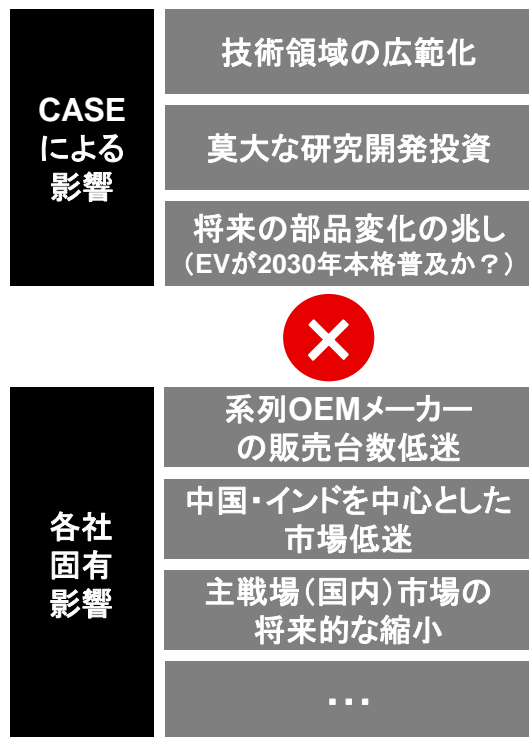 CASE
による
影響
技術領域の広範化
莫大な研究開発投資
将来の部品変化の兆し
（EVが2030年本格普及か？）
×
各社
固有
影響
系列OEMメーカー
の販売台数低迷
中国・インドを中心とした
市場低迷
主戦場（国内）市場の
将来的な縮小
…